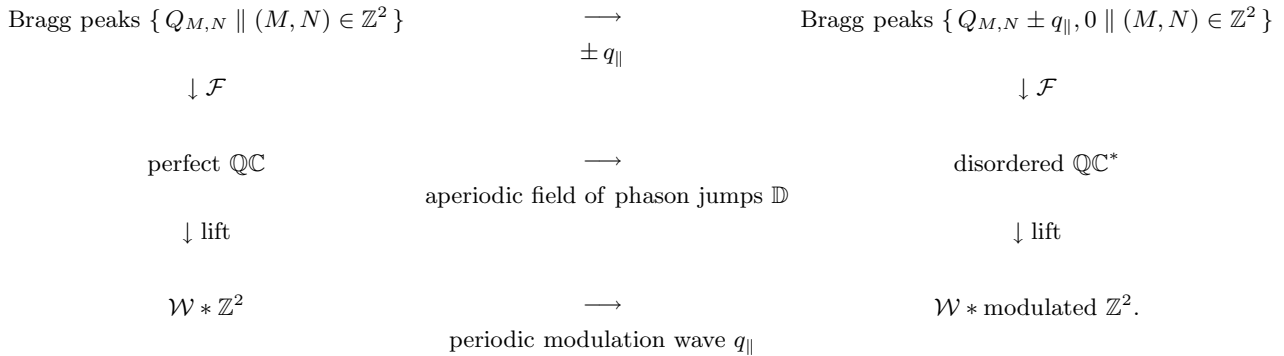 Bragg peaks { Q_{M,N} ∥ (M, N) ∈ ℤ² } ⟶ Bragg peaks { Q_{M,N} ± q_∥, 0 ∥ (M, N) ∈ ℤ² }
± q_∥
↓ ℱ ↓ ℱ
perfect ℚℂ ⟶ disordered ℚℂ*
aperiodic field of phason jumps 𝔻
↓ lift ↓ lift
𝒲 ∗ ℤ² ⟶ 𝒲 ∗ modulated ℤ².
periodic modulation wave q_∥